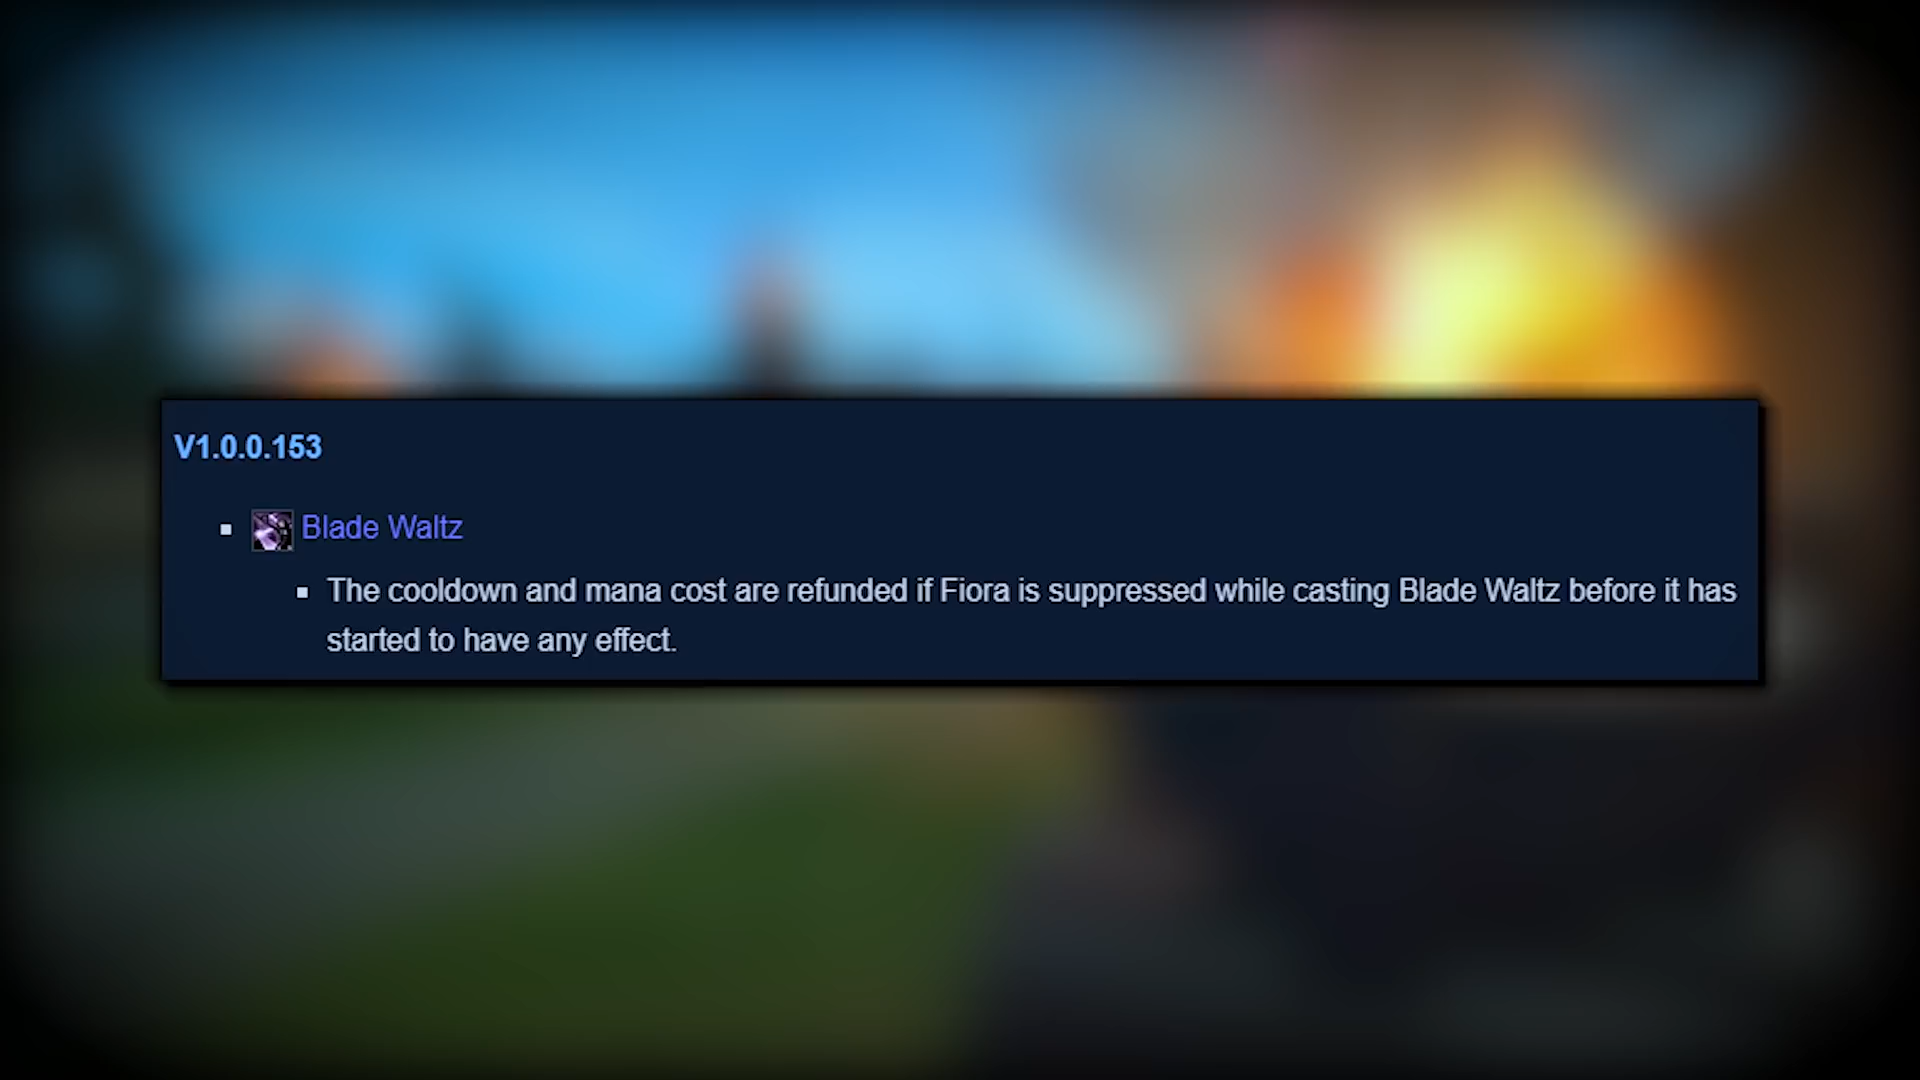 V1.0.0.153
Blade Waltz
The cooldown and mana cost are refunded if Fiora is suppressed while casting Blade Waltz before it has
started to have any effect.